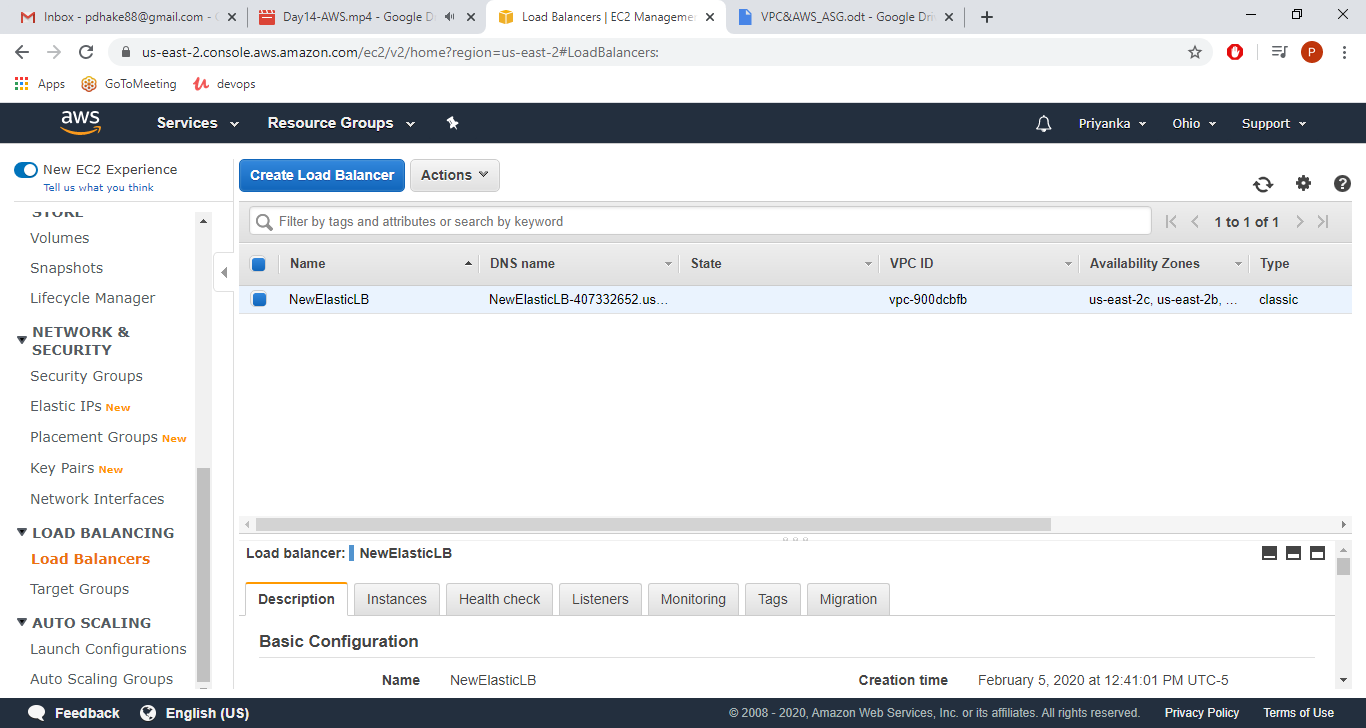 Inbox - pdhake88@gmail.com -
Day14-AWS.mp4 - Google D
Load Balancers | EC2 Manageme
VPC&AWS_ASG.odt - Google Dri
us-east-2.console.aws.amazon.com/ec2/v2/home?region=us-east-2#LoadBalancers:
P
Apps
GoToMeeting
devops
aws
Services
Resource Groups
Priyanka
Ohio
Support
New EC2 Experience
Tell us what you think
STORE
Volumes
Snapshots
Lifecycle Manager
NETWORK &
SECURITY
Security Groups
Elastic IPs New
Placement Groups New
Key Pairs New
Network Interfaces
LOAD BALANCING
Load Balancers
Target Groups
AUTO SCALING
Launch Configurations
Auto Scaling Groups
Create Load Balancer
Actions
Filter by tags and attributes or search by keyword
1 to 1 of 1
Name DNS name State VPC ID Availability Zones Type
NewElasticLB NewElasticLB-407332652.us... vpc-900dcbfb us-east-2c, us-east-2b, ... classic
Load balancer: NewElasticLB
Description Instances Health check Listeners Monitoring Tags Migration
Basic Configuration
Name NewElasticLB Creation time February 5, 2020 at 12:41:01 PM UTC-5
Feedback
English (US)
© 2008 - 2020, Amazon Web Services, Inc. or its affiliates. All rights reserved.
Privacy Policy
Terms of Use